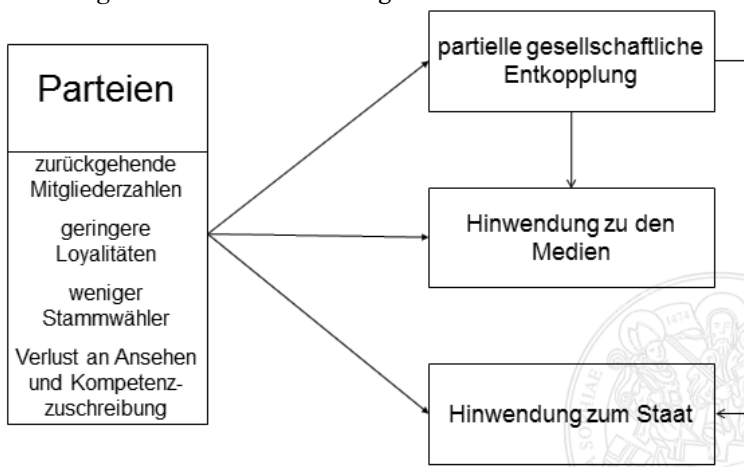 Parteien
zurückgehende
Mitgliederzahlen
geringere
Loyalitäten
weniger
Stammwähler
Verlust an Ansehen
und Kompetenz-
zuschreibung
partielle gesellschaftliche
Entkopplung
Hinwendung zu den
Medien
Hinwendung zum Staat
1474